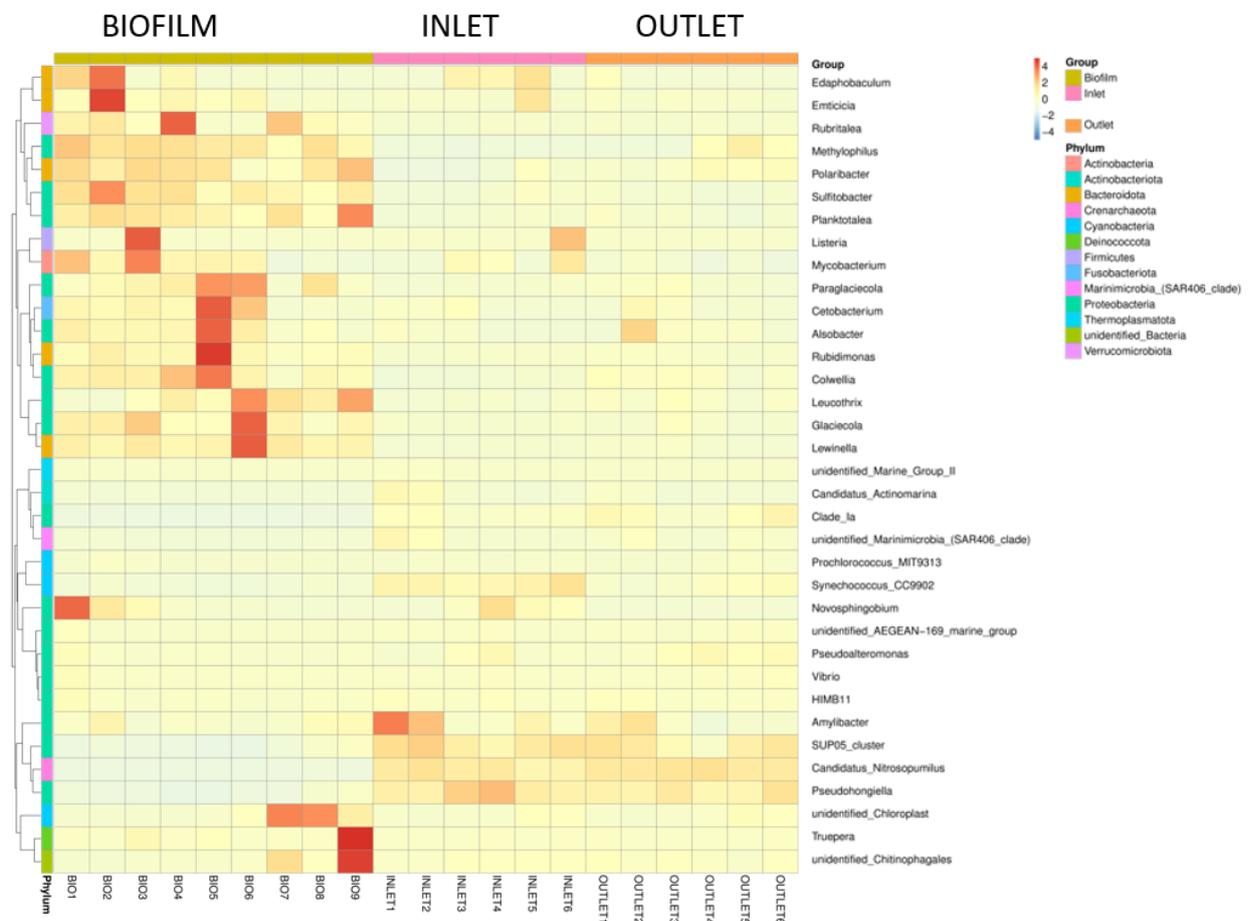 BIOFILM INLET OUTLET
Group
Edaphobaculum
Emticicia
Rubritalea
Methylophilus
Polaribacter
Sulfitobacter
Planktotalea
Listeria
Mycobacterium
Paraglaciecola
Cetobacterium
Alsobacter
Rubidimonas
Colwellia
Leucothrix
Glaciecola
Lewinella
unidentified_Marine_Group_II
Candidatus_Actinomarina
Clade_Ia
unidentified_Marinimicrobia_(SAR406_clade)
Prochlorococcus_MIT9313
Synechococcus_CC9902
Novosphingobium
unidentified_AEGEAN−169_marine_group
Pseudoalteromonas
Vibrio
HIMB11
Amylibacter
SUP05_cluster
Candidatus_Nitrosopumilus
Pseudohongiella
unidentified_Chloroplast
Truepera
unidentified_Chitinophagales
4
2
0
−2
−4
Group
Biofilm
Inlet
Outlet
Phylum
Actinobacteria
Actinobacteriota
Bacteroidota
Crenarchaeota
Cyanobacteria
Deinococcota
Firmicutes
Fusobacteriota
Marinimicrobia_(SAR406_clade)
Proteobacteria
Thermoplasmatota
unidentified_Bacteria
Verrucomicrobiota
Phylum
BIO1
BIO2
BIO3
BIO4
BIO5
BIO6
BIO7
BIO8
BIO9
INLET1
INLET2
INLET3
INLET4
INLET5
INLET6
OUTLET1
OUTLET2
OUTLET3
OUTLET4
OUTLET5
OUTLET6